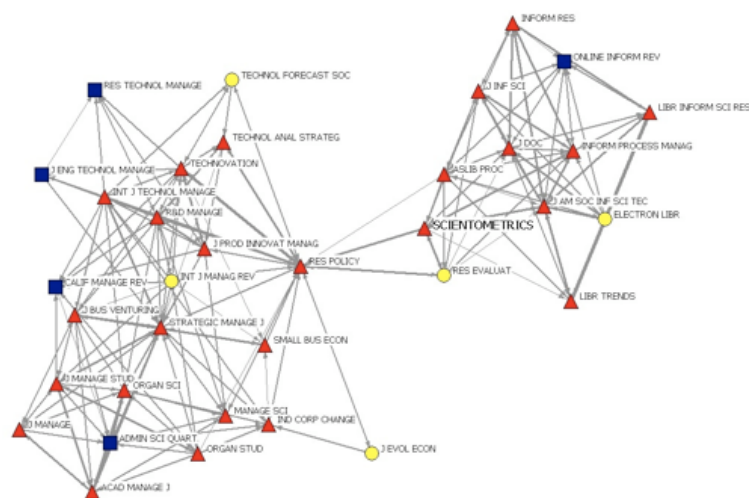 INFORM RES
ONLINE INFORM REV
TECHNOL FORECAST SOC
RES TECHNOL MANAGE
J INF SCI
LIBR INFORM SCI RES
TECHNOL ANAL STRATEG
J DOC
INFORM PROCESS MANAG
TECHNOVATION
J ENG TECHNOL MANAGE
ASLIB PROC
INT J TECHNOL MANAGE
J AM SOC INF SCI TEC
R&D MANAGE
ELECTRON LIBR
SCIENTOMETRICS
J PROD INNOVAT MANAG
RES POLICY
RES EVALUAT
INT J MANAG REV
CALIF MANAGE REV
LIBR TRENDS
J BUS VENTURING
STRATEGIC MANAGE J
SMALL BUS ECON
J MANAGE STUD
ORGAN SCI
MANAGE SCI
IND CORP CHANGE
J MANAGE
ADMIN SCI QUART
ORGAN STUD
J EVOL ECON
ACAD MANAGE J